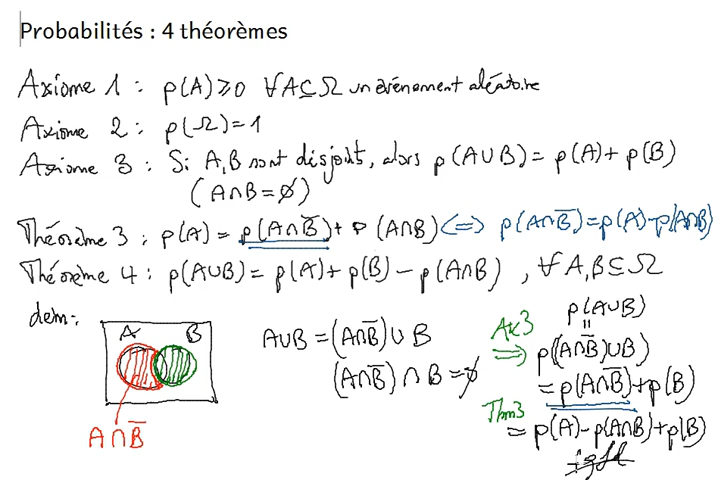 Probabilités : 4 théorèmes
Axiome 1 : p(A) ≥ 0 ∀A⊆Ω un événement aléatoire
Axiome 2 : p(Ω) = 1
Axiome 3 : Si A,B sont disjoints, alors p(A∪B) = p(A) + p(B)
(A∩B = ∅)
Théorème 3 : p(A) = p(A∩B̅) + p(A∩B) <=> p(A∩B̅) = p(A) - p(A∩B)
Théorème 4 : p(A∪B) = p(A) + p(B) - p(A∩B) , ∀A,B⊆Ω
dem :
A B
A∩B̅
A∪B = (A∩B̅) ∪ B
(A∩B̅) ∩ B = ∅
p(A∪B)
=
Ax3 => p((A∩B̅)∪B)
= p(A∩B̅) + p(B)
Thm3 = p(A) - p(A∩B) + p(B)